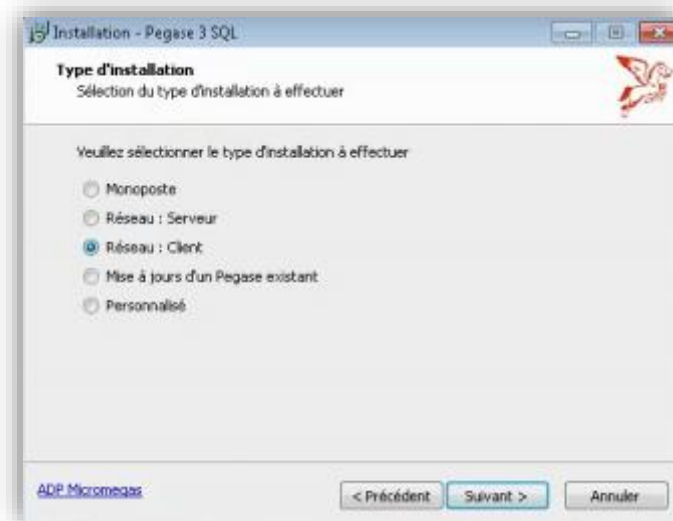 Installation - Pegase 3 SQL
Type d'installation
Sélection du type d'installation à effectuer
Veuillez sélectionner le type d'installation à effectuer
Monoposte
Réseau : Serveur
Réseau : Client
Mise à jours d'un Pegase existant
Personnalisé
ADP Micromegas
< Précédent
Suivant >
Annuler